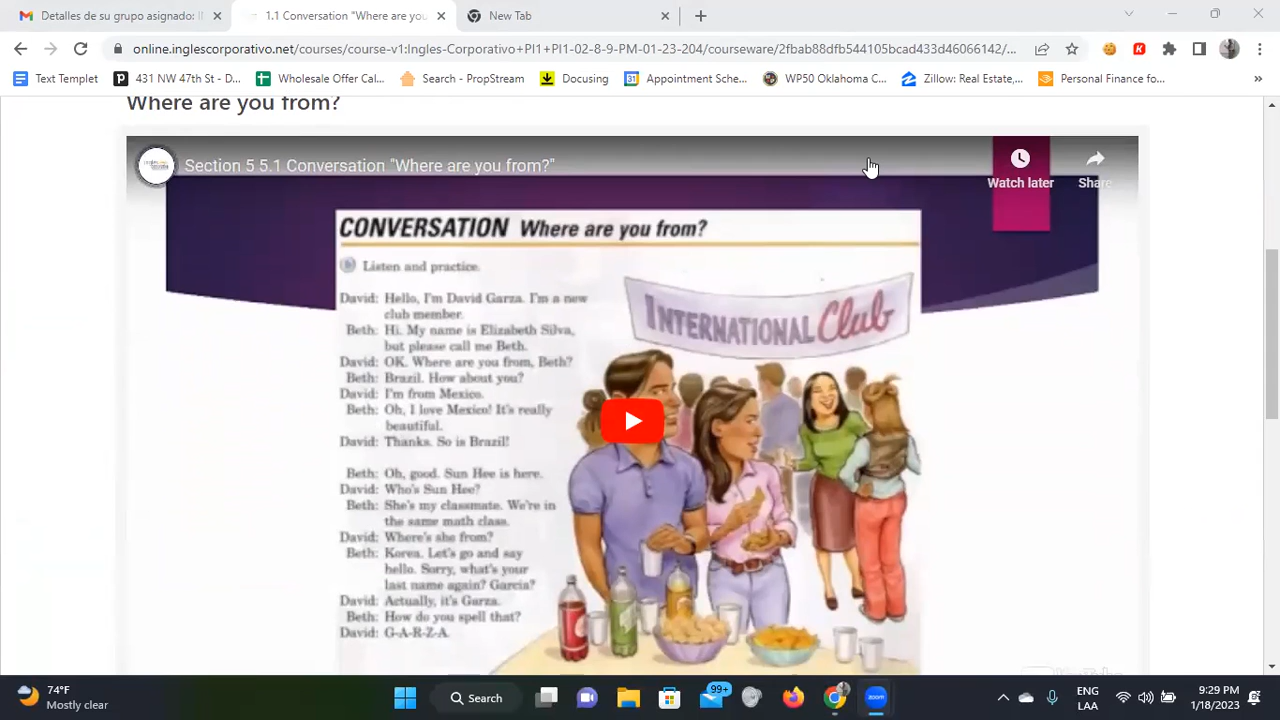 Detalles de su grupo asignado: I
1.1 Conversation "Where are you
New Tab
online.inglescorporativo.net/courses/course-v1:Ingles-Corporativo+PI1+PI1-02-8-9-PM-01-23-204/courseware/2fbab88dfb544105bcad433d46066142/...
Text Templet
431 NW 47th St - D...
Wholesale Offer Cal...
Search - PropStream
Docusing
Appointment Sche...
WP50 Oklahoma C...
Zillow: Real Estate,...
Personal Finance fo...
Where are you from?
Section 5 5.1 Conversation "Where are you from?"
Watch later
Share
CONVERSATION Where are you from?
Listen and practice.
David: Hello, I'm David Garza. I'm a new
club member.
Beth: Hi. My name is Elizabeth Silva,
but please call me Beth.
David: OK. Where are you from, Beth?
Beth: Brazil. How about you?
David: I'm from Mexico.
Beth: Oh, I love Mexico! It's really
beautiful.
David: Thanks. So is Brazil!
Beth: Oh, good. Sun Hee is here.
David: Who's Sun Hee?
Beth: She's my classmate. We're in
the same math class.
David: Where's she from?
Beth: Korea. Let's go and say
hello. Sorry, what's your
last name again? Garcia?
David: Actually, it's Garza.
Beth: How do you spell that?
David: G-A-R-Z-A.
INTERNATIONAL Club
74°F
Mostly clear
Search
99+
ENG
LAA
9:29 PM
1/18/2023